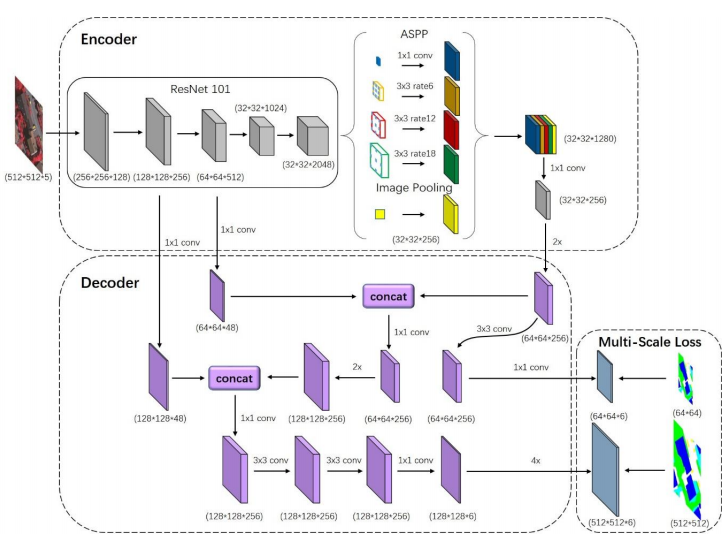 Encoder
ASPP
1x1 conv
ResNet 101
3x3 rate6
(32*32*1024)
3x3 rate12
(32*32*1280)
3x3 rate18
(32*32*2048)
1x1 conv
(512*512*5)
(256*256*128)
(128*128*256)
(64*64*512)
Image Pooling
(32*32*256)
1x1 conv
1x1 conv
(32*32*256)
2x
Decoder
concat
(64*64*48)
1x1 conv
3x3 conv
(64*64*256)
Multi-Scale Loss
2x
concat
1x1 conv
(128*128*48)
(128*128*256)
(64*64*256)
(64*64*256)
(64*64*6)
(64*64)
1x1 conv
3x3 conv
3x3 conv
1x1 conv
4x
(128*128*256)
(128*128*256)
(128*128*256)
(128*128*6)
(512*512*6)
(512*512)